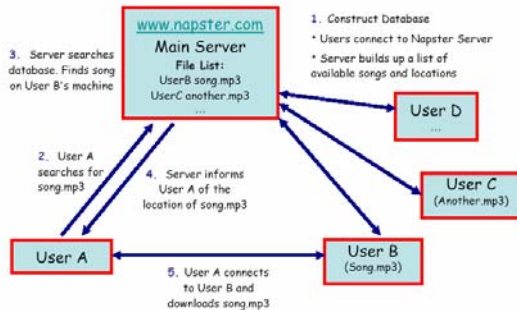 www.napster.com
Main Server
File List:
UserB song.mp3
UserC another.mp3
...
1. Construct Database
• Users connect to Napster Server
• Server builds up a list of
available songs and locations
3. Server searches
database. Finds song
on User B's machine
2. User A
searches for
song.mp3
4. Server informs
User A of the
location of song.mp3
User D
...
User C
(Another.mp3)
User A
User B
(Song.mp3)
5. User A connects
to User B and
downloads song.mp3